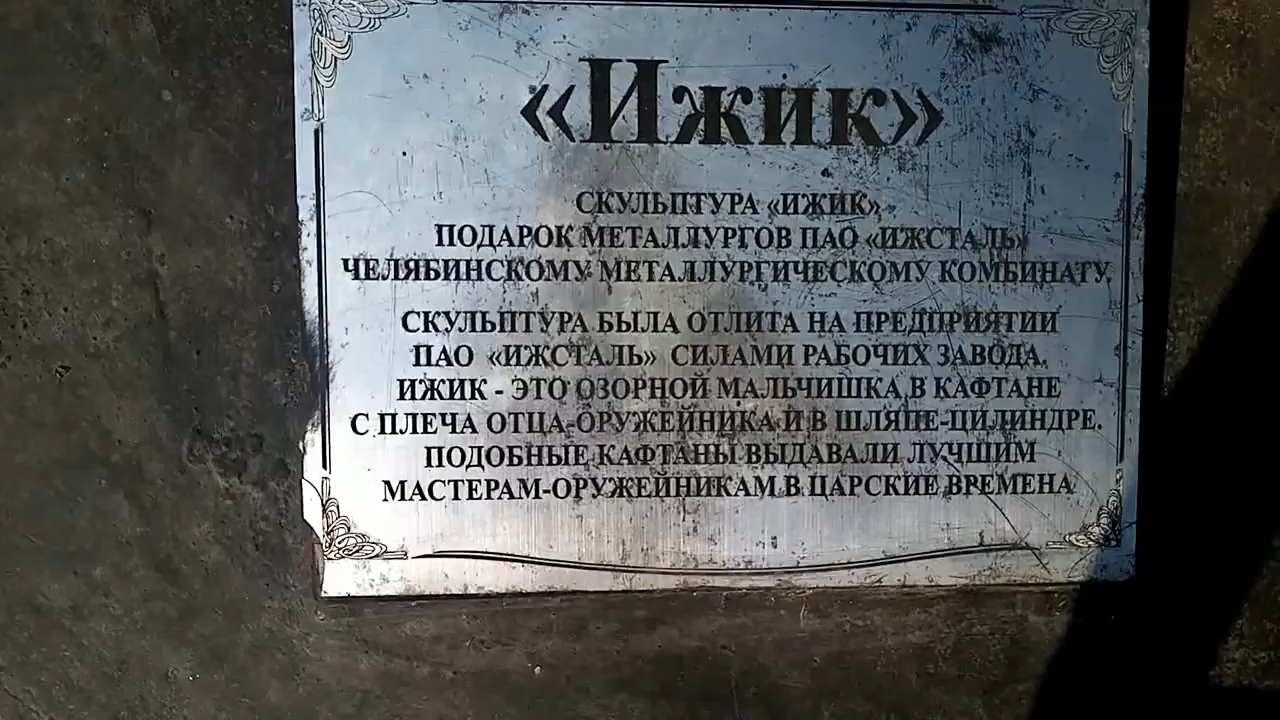 «Ижик»
СКУЛЬПТУРА «ИЖИК»
ПОДАРОК МЕТАЛЛУРГОВ ПАО «ИЖСТАЛЬ»
ЧЕЛЯБИНСКОМУ МЕТАЛЛУРГИЧЕСКОМУ КОМБИНАТУ
СКУЛЬПТУРА БЫЛА ОТЛИТА НА ПРЕДПРИЯТИИ
ПАО «ИЖСТАЛЬ» СИЛАМИ РАБОЧИХ ЗАВОДА.
ИЖИК - ЭТО ОЗОРНОЙ МАЛЬЧИШКА В КАФТАНЕ
С ПЛЕЧА ОТЦА-ОРУЖЕЙНИКА И В ШЛЯПЕ-ЦИЛИНДРЕ.
ПОДОБНЫЕ КАФТАНЫ ВЫДАВАЛИ ЛУЧШИМ
МАСТЕРАМ-ОРУЖЕЙНИКАМ В ЦАРСКИЕ ВРЕМЕНА